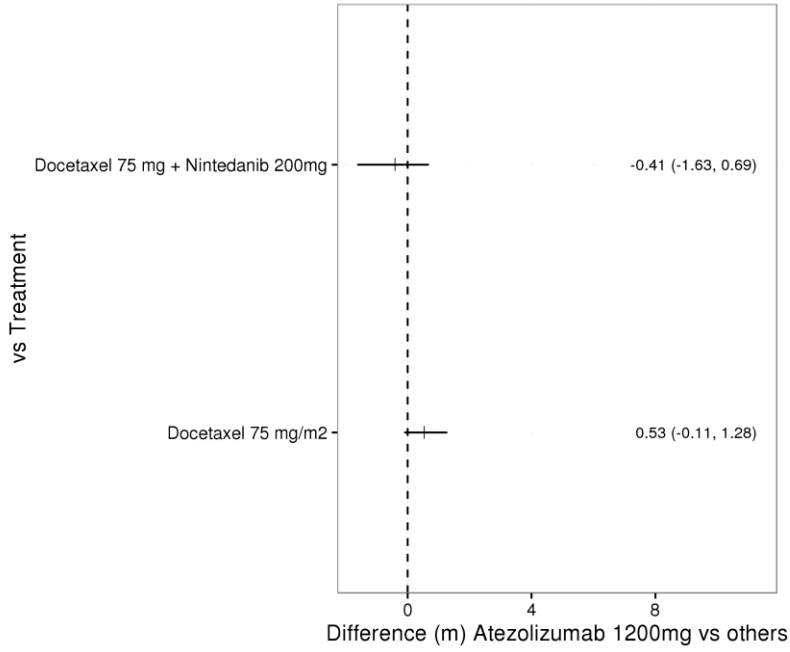 Docetaxel 75 mg + Nintedanib 200mg
-0.41 (-1.63, 0.69)
vs Treatment
Docetaxel 75 mg/m2
0.53 (-0.11, 1.28)
0 4 8
Difference (m) Atezolizumab 1200mg vs others